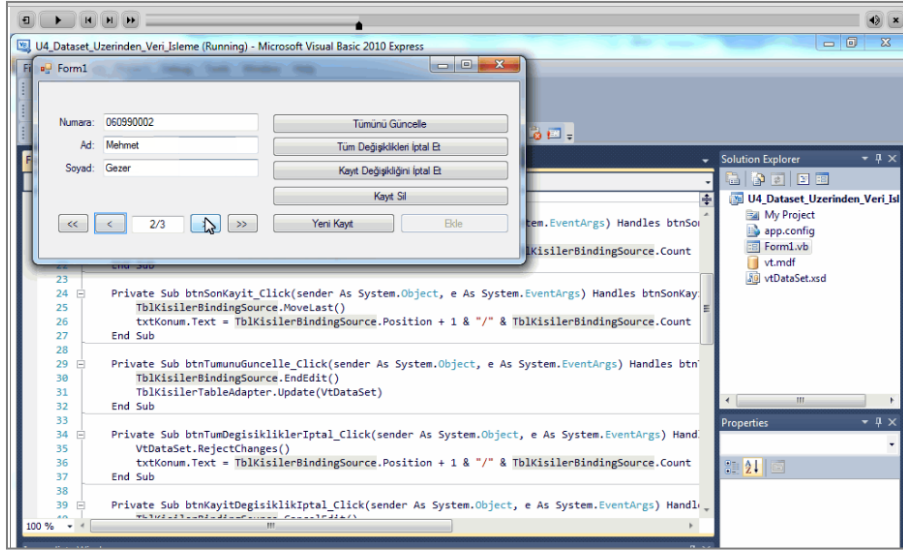 U4_Dataset_Uzerinden_Veri_Isleme (Running) - Microsoft Visual Basic 2010 Express
Form1
Numara: 060990002
Tümünü Güncelle
Ad: Mehmet
Tüm Değişiklikleri İptal Et
Soyad: Gezer
Kayıt Değişikliğini İptal Et
Kayıt Sil
<< < 2/3 >>
Yeni Kayıt
Ekle
tem.EventArgs) Handles btnSon
lKisilerBindingSource.Count
22 End Sub
23
24 Private Sub btnSonKayit_Click(sender As System.Object, e As System.EventArgs) Handles btnSonKay
25 TblKisilerBindingSource.MoveLast()
26 txtKonum.Text = TblKisilerBindingSource.Position + 1 & "/" & TblKisilerBindingSource.Count
27 End Sub
28
29 Private Sub btnTumunuGuncelle_Click(sender As System.Object, e As System.EventArgs) Handles btn
30 TblKisilerBindingSource.EndEdit()
31 TblKisilerTableAdapter.Update(VtDataSet)
32 End Sub
33
34 Private Sub btnTumDegisikliklerIptal_Click(sender As System.Object, e As System.EventArgs) Hand
35 VtDataSet.RejectChanges()
36 txtKonum.Text = TblKisilerBindingSource.Position + 1 & "/" & TblKisilerBindingSource.Count
37 End Sub
38
39 Private Sub btnKayitDegisiklikIptal_Click(sender As System.Object, e As System.EventArgs) Handl
100 %
Solution Explorer
U4_Dataset_Uzerinden_Veri_Isl
My Project
app.config
Form1.vb
vt.mdf
vtDataSet.xsd
Properties